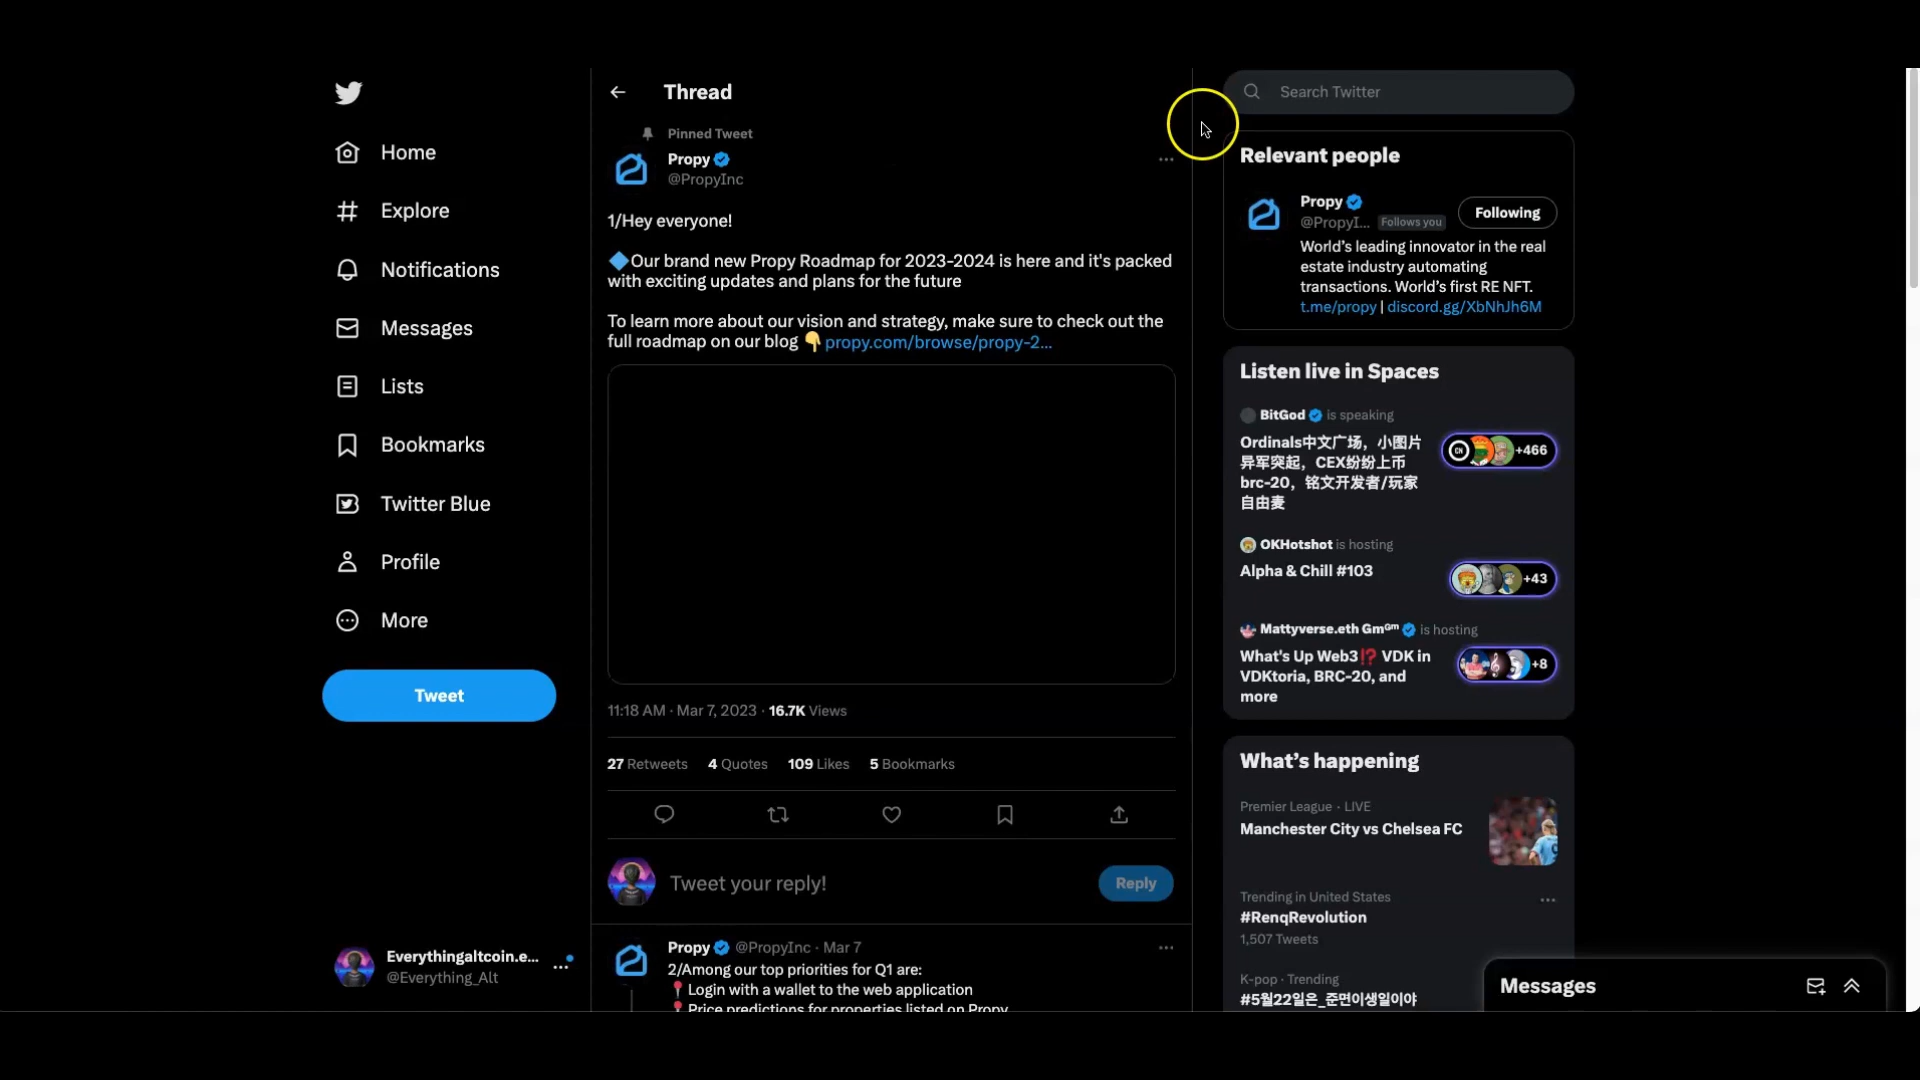 Home
Explore
Notifications
Messages
Lists
Bookmarks
Twitter Blue
Profile
More
Tweet
Everythingaltcoin.e...
@Everything_Alt
Thread
Pinned Tweet
Propy
@PropyInc
1/Hey everyone!
🔷Our brand new Propy Roadmap for 2023-2024 is here and it's packed
with exciting updates and plans for the future
To learn more about our vision and strategy, make sure to check out the
full roadmap on our blog 👇propy.com/browse/propy-2...
11:18 AM · Mar 7, 2023 · 16.7K Views
27 Retweets 4 Quotes 109 Likes 5 Bookmarks
Tweet your reply!
Reply
Propy @PropyInc · Mar 7
2/Among our top priorities for Q1 are:
📍Login with a wallet to the web application
📍Price predictions for properties listed on Propy
Search Twitter
Relevant people
Propy
@PropyI... Follows you
Following
World's leading innovator in the real
estate industry automating
transactions. World's first RE NFT.
t.me/propy | discord.gg/XbNhJh6M
Listen live in Spaces
BitGod is speaking
Ordinals中文广场，小图片
异军突起，CEX纷纷上币
brc-20，铭文开发者/玩家
自由麦
+466
OKHotshot is hosting
Alpha & Chill #103
+43
Mattyverse.eth Gmᴳᵐ is hosting
What's Up Web3⁉️ VDK in
VDKtoria, BRC-20, and
more
+8
What's happening
Premier League · LIVE
Manchester City vs Chelsea FC
Trending in United States
#RenqRevolution
1,507 Tweets
K-pop · Trending
#5월22일은_준면이생일이야
Messages